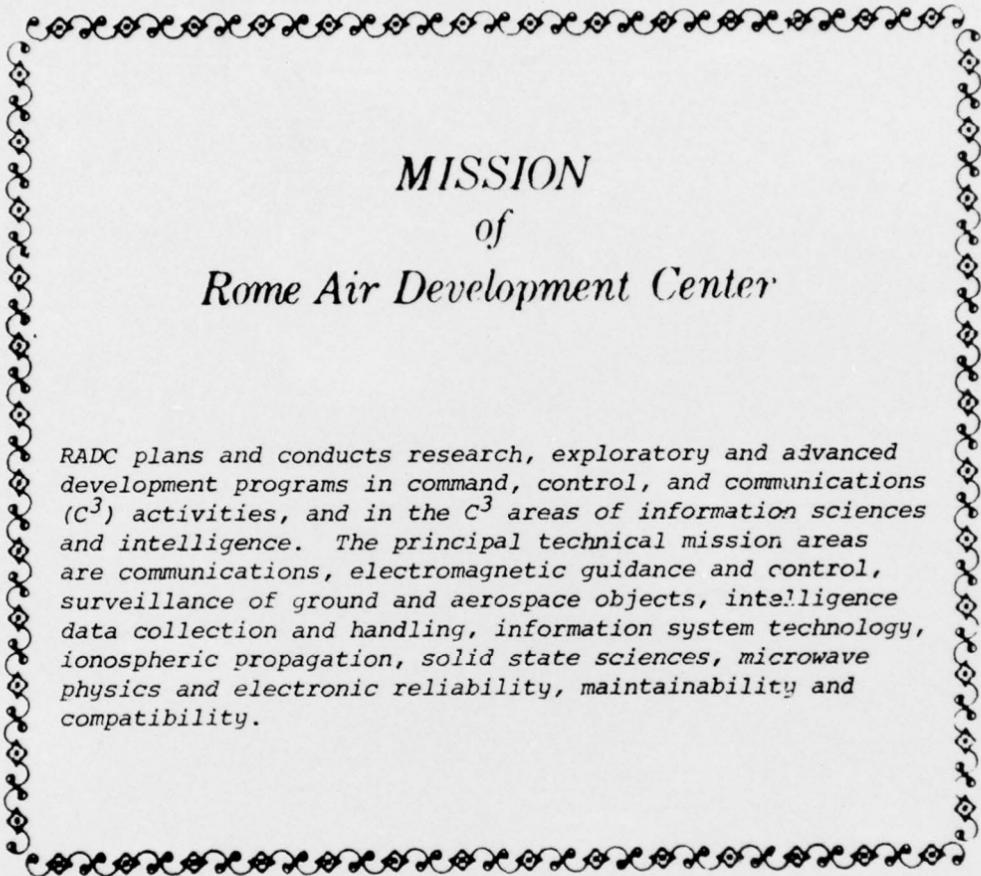 MISSION
of
Rome Air Development Center
RADC plans and conducts research, exploratory and advanced
development programs in command, control, and communications
(C³) activities, and in the C³ areas of information sciences
and intelligence. The principal technical mission areas
are communications, electromagnetic guidance and control,
surveillance of ground and aerospace objects, intelligence
data collection and handling, information system technology,
ionospheric propagation, solid state sciences, microwave
physics and electronic reliability, maintainability and
compatibility.